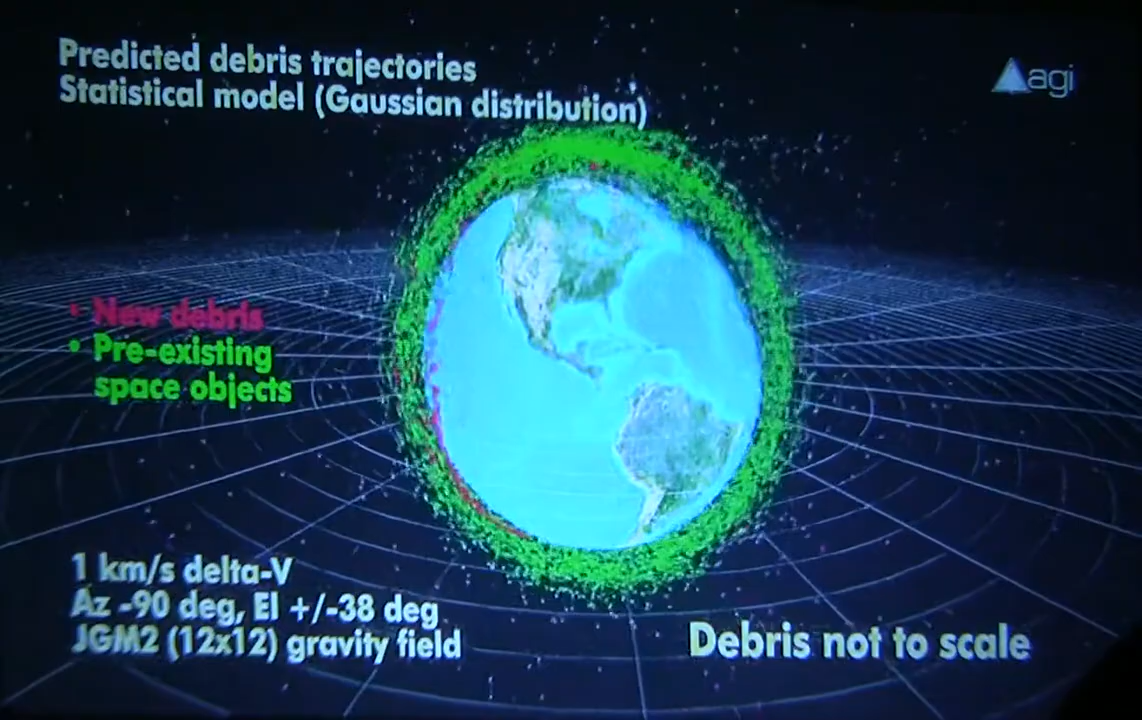 Predicted debris trajectories
Statistical model (Gaussian distribution)
agi
• New debris
• Pre-existing
space objects
1 km/s delta-V
Az -90 deg, El +/-38 deg
JGM2 (12x12) gravity field
Debris not to scale